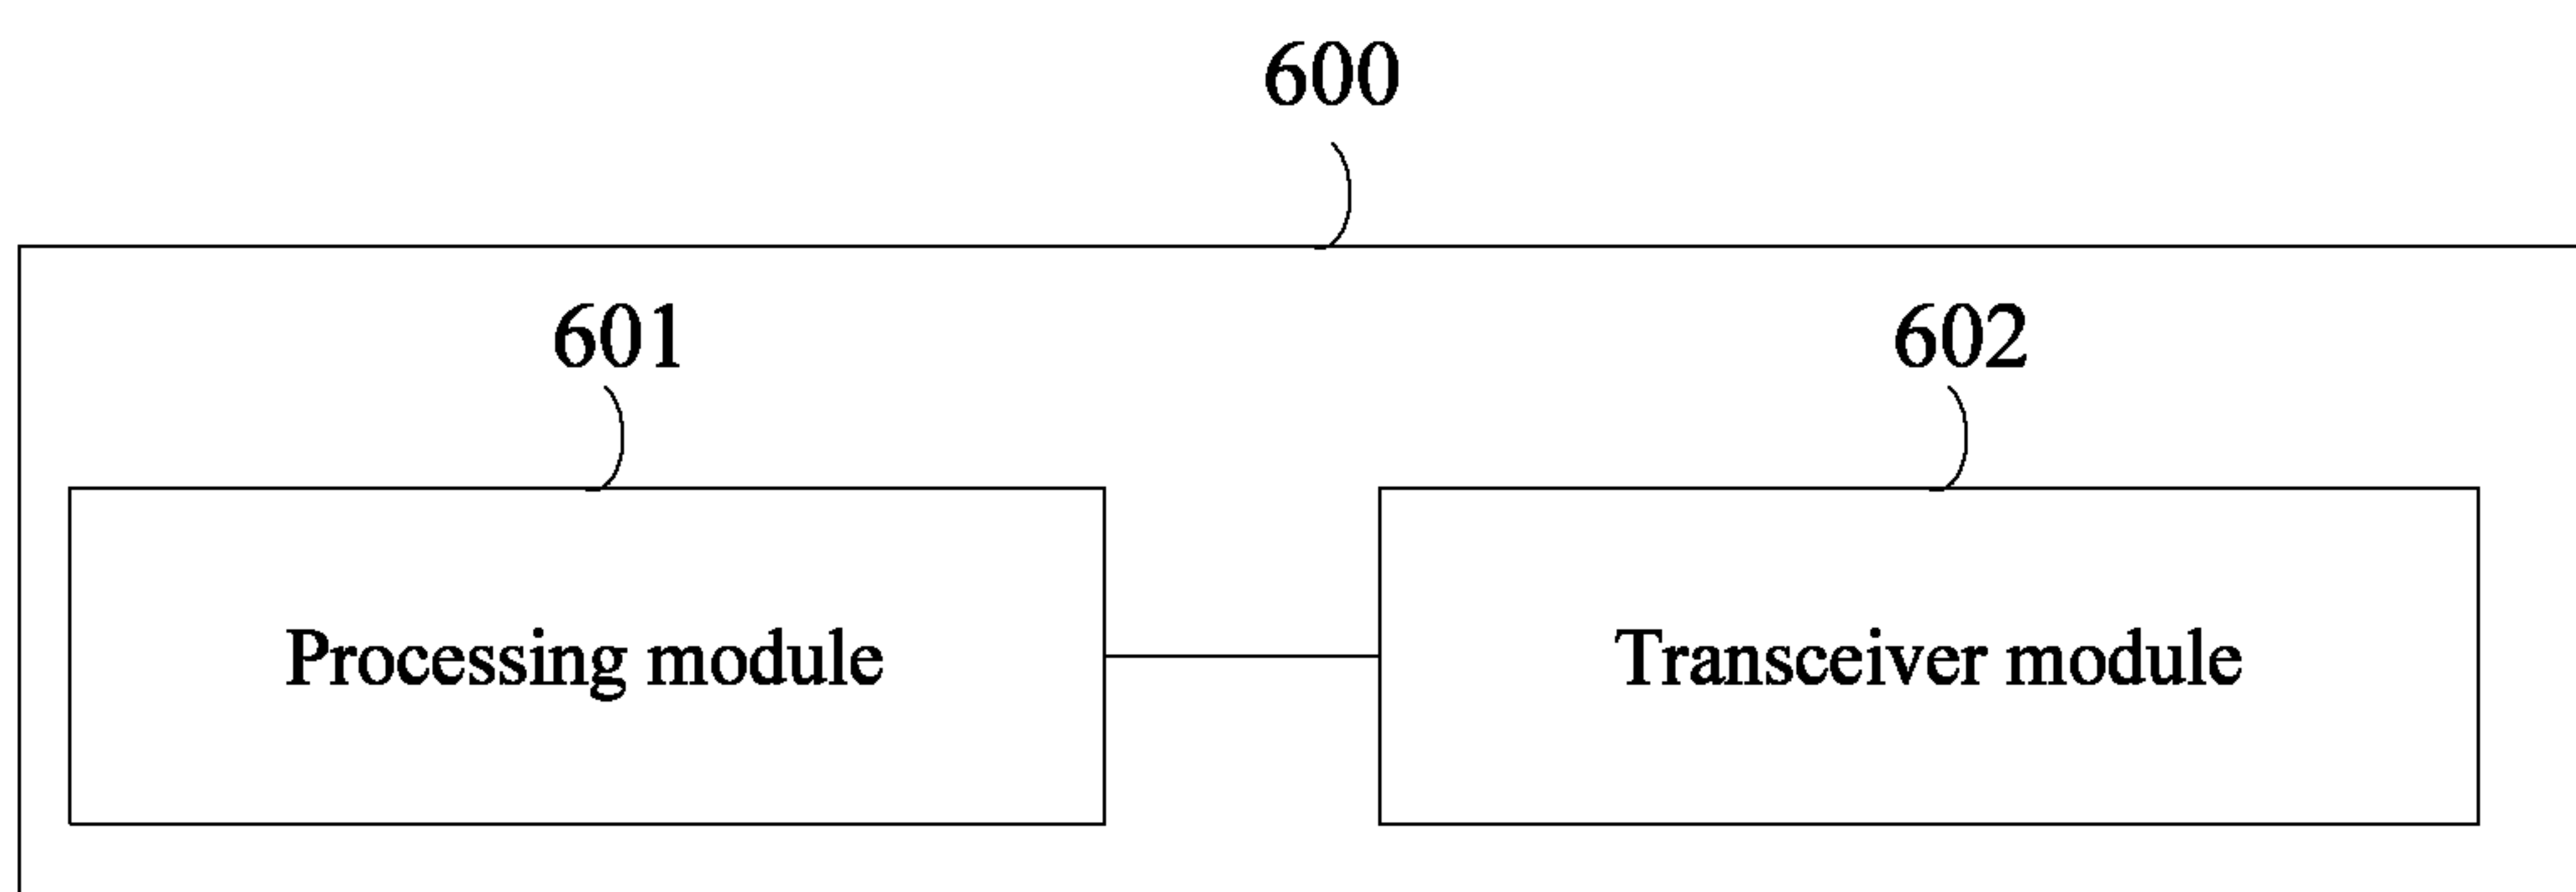 600
601
602
Processing module
Transceiver module